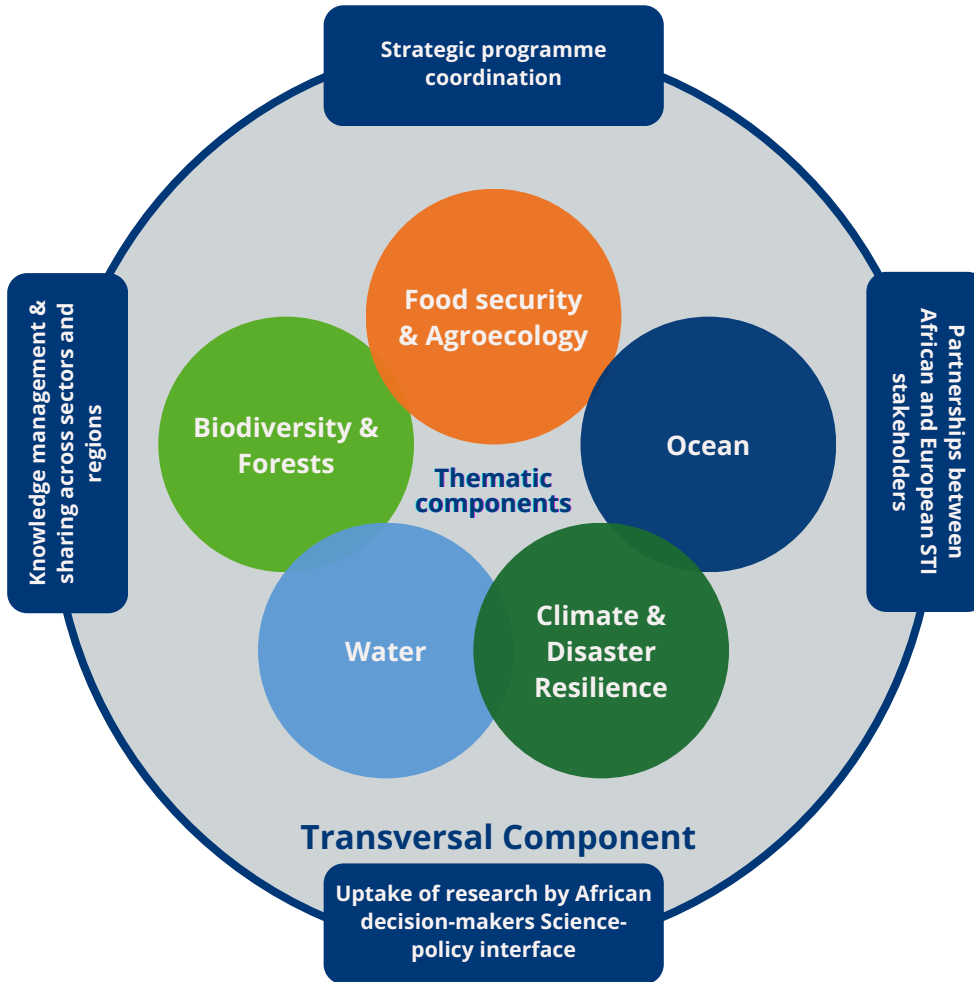 Strategic programme
coordination
Knowledge management &
sharing across sectors and
regions
Food security
& Agroecology
Biodiversity &
Forests
Ocean
Thematic
components
Water
Climate &
Disaster
Resilience
Partnerships between
African and European STI
stakeholders
Transversal Component
Uptake of research by African
decision-makers Science-
policy interface